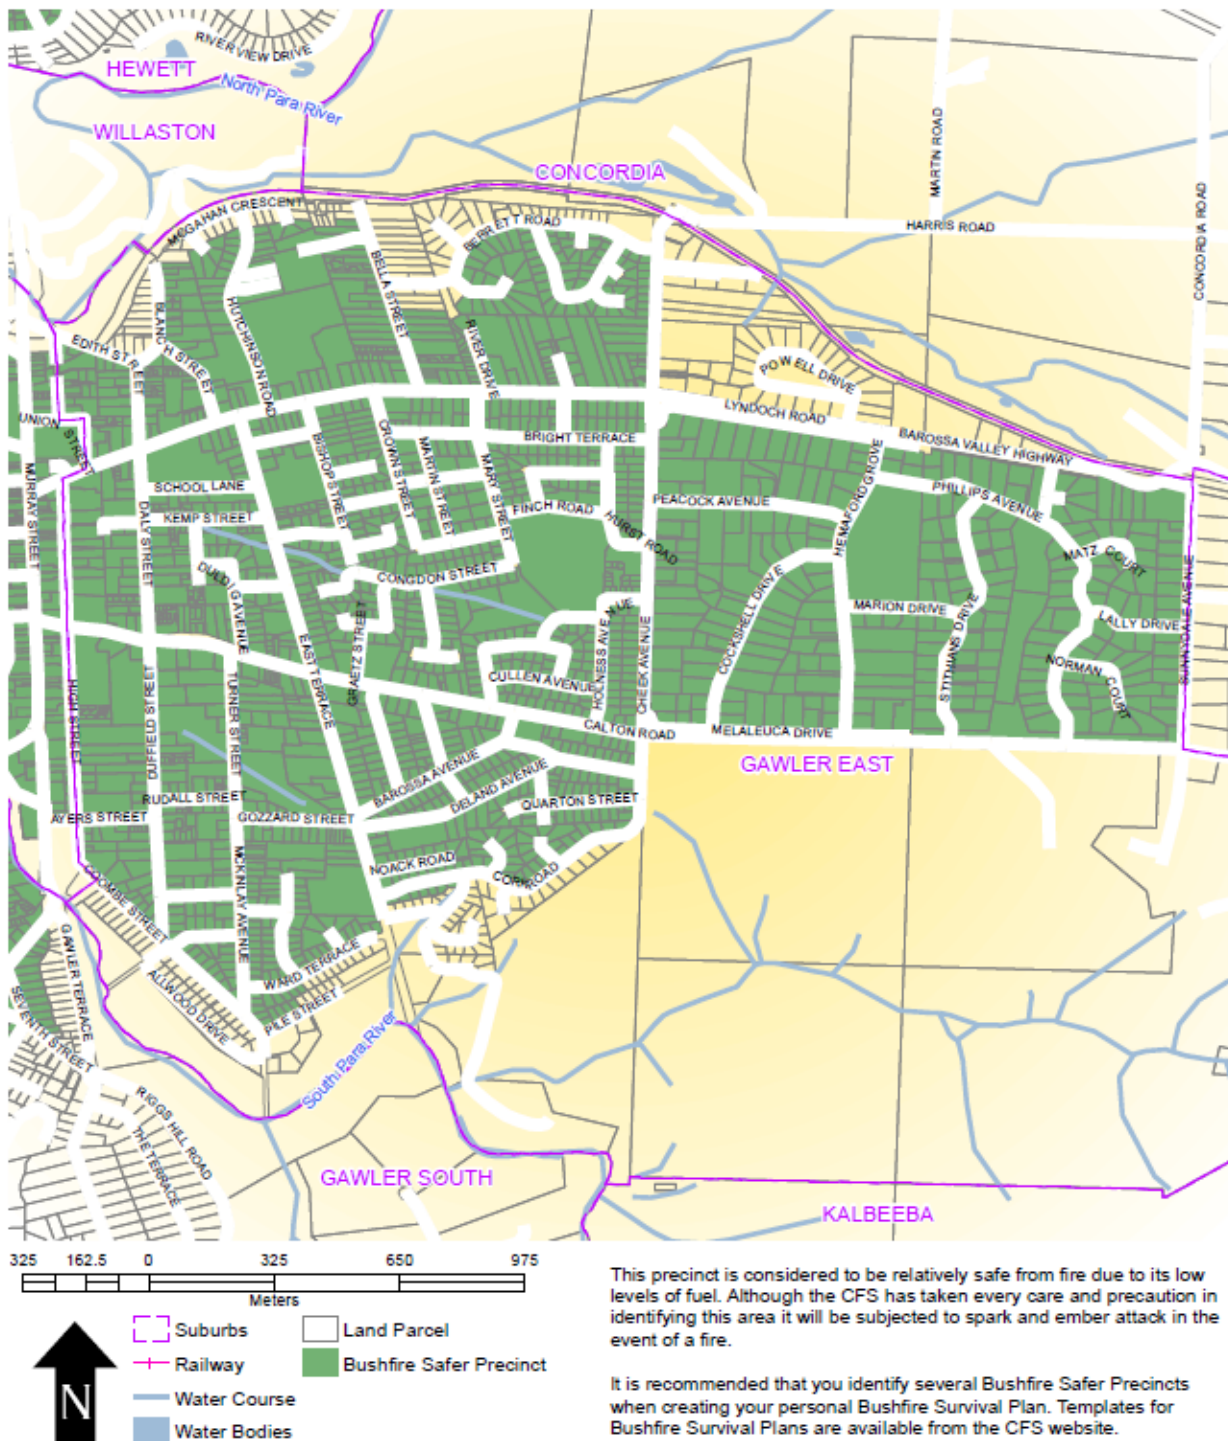 RIVER VIEW DRIVE
HEWETT
North Para River
WILLASTON
CONCORDIA
MARTIN ROAD
CONCORDIA ROAD
MCGAHAN CRESCENT
BERRETT ROAD
HARRIS ROAD
BELLA STREET
HUTCHINSON ROAD
BLANCH STREET
EDITH STREET
RIVER DRIVE
POWELL DRIVE
LYNDOCH ROAD
UNION STREET
BRIGHT TERRACE
BAROSSA VALLEY HIGHWAY
CROWN STREET
BISHOP STREET
MARTIN STREET
MARY STREET
HEMAFORD GROVE
MURRAY STREET
SCHOOL LANE
PHILLIPS AVENUE
KEMP STREET
DALY STREET
FINCH ROAD
PEACOCK AVENUE
HURST ROAD
MATZ COURT
CONGDON STREET
COCKSHELL DRIVE
MARION DRIVE
LALLY DRIVE
SUNNYDALE AVENUE
STITHIANS DRIVE
GRAETZ STREET
EAST TERRACE
HOLNESS AVENUE
CHEEK AVENUE
NORMAN COURT
CULLEN AVENUE
HIGH STREET
DUFFIELD STREET
TURNER STREET
CALTON ROAD
MELALEUCA DRIVE
GAWLER EAST
BAROSSA AVENUE
DELAND AVENUE
RUDALL STREET
QUARTON STREET
AYERS STREET
GOZZARD STREET
NOACK ROAD
CORK ROAD
MCKINLAY AVENUE
COOMBE STREET
GAWLER TERRACE
WARD TERRACE
ALLWOOD DRIVE
PILE STREET
SEVENTH STREET
South Para River
RIGGS HILL ROAD
THE TERRACE
GAWLER SOUTH
KALBEEBA
325 162.5 0 325 650 975
Meters
N
Suburbs
Railway
Water Course
Water Bodies
Land Parcel
Bushfire Safer Precinct
This precinct is considered to be relatively safe from fire due to its low
levels of fuel. Although the CFS has taken every care and precaution in
identifying this area it will be subjected to spark and ember attack in the
event of a fire.
It is recommended that you identify several Bushfire Safer Precincts
when creating your personal Bushfire Survival Plan. Templates for
Bushfire Survival Plans are available from the CFS website.